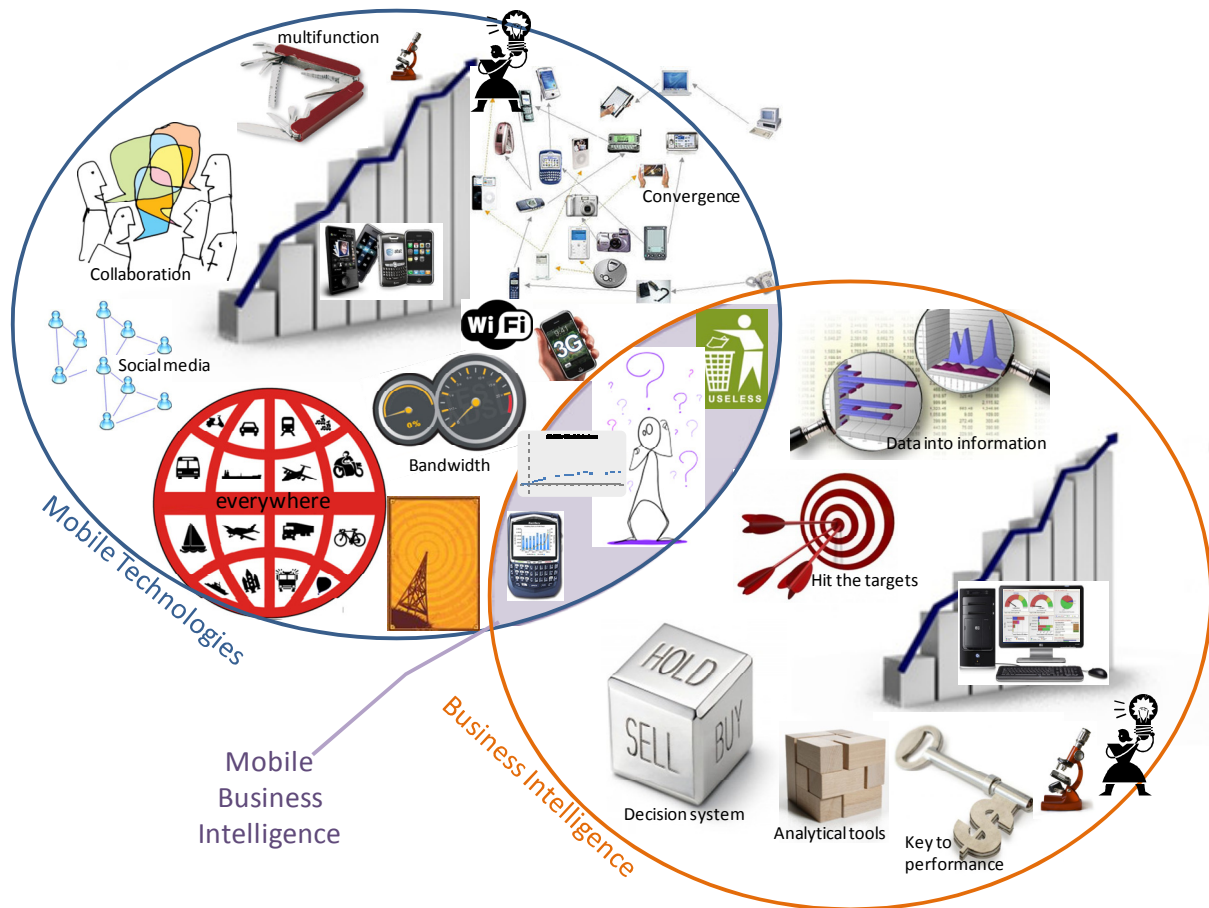 multifunction
Convergence
Collaboration
Social media
WiFi
3G
USELESS
0%
Bandwidth
everywhere
Data into information
Hit the targets
Mobile Technologies
Business Intelligence
HOLD
SELL
BUY
Mobile
Business
Intelligence
Decision system
Analytical tools
Key to
performance